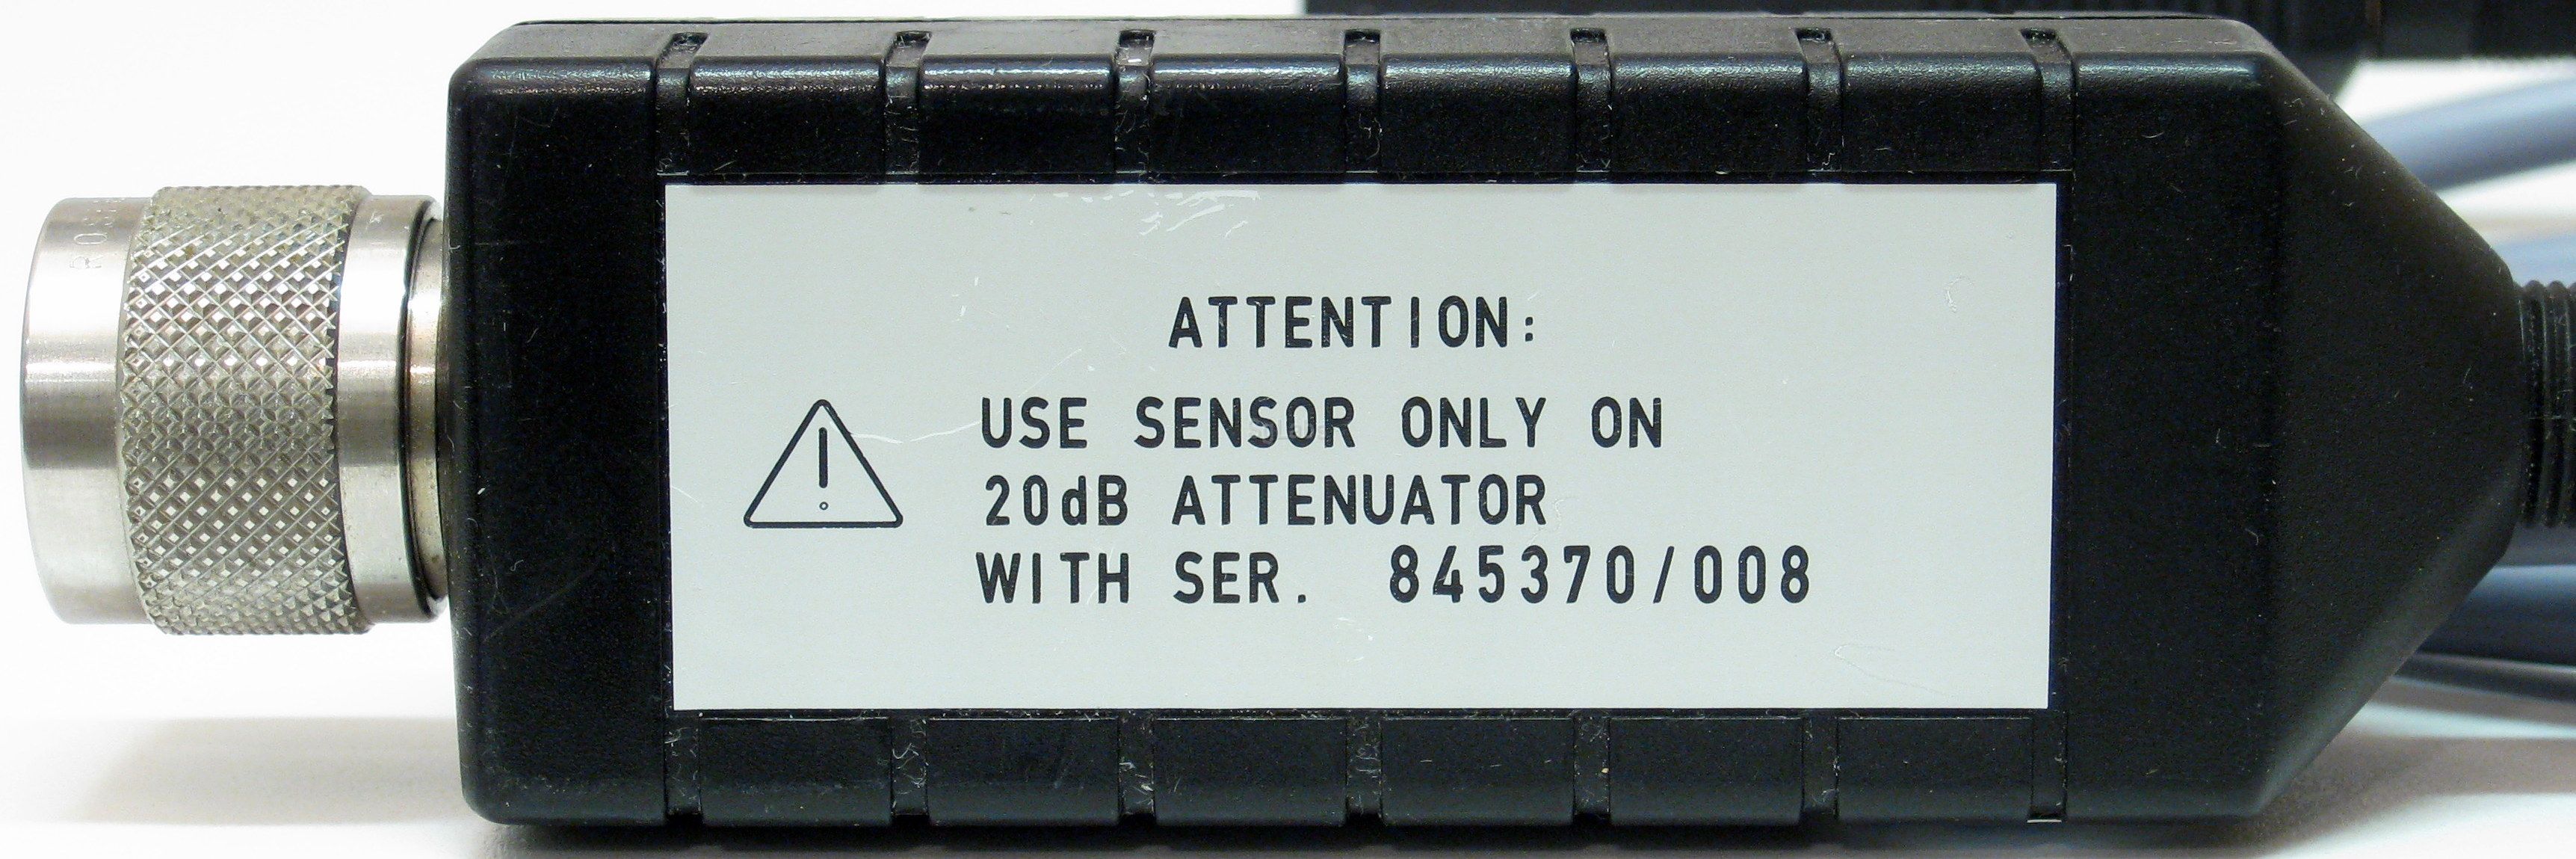 ATTENTION:
USE SENSOR ONLY ON
20dB ATTENUATOR
WITH SER. 845370/008